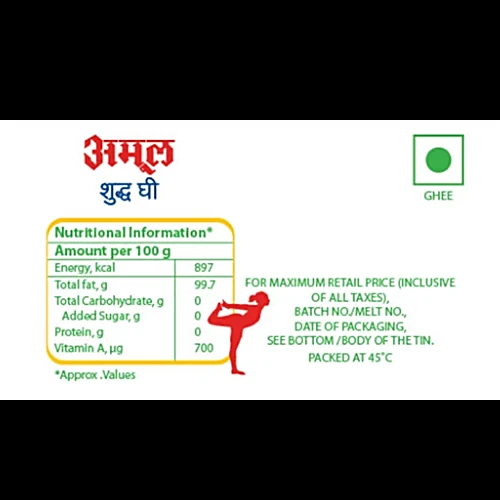 अमूल
शुद्ध घी
GHEE
Nutritional Information*
Amount per 100 g
Energy, kcal 897
Total fat, g 99.7
Total Carbohydrate, g 0
Added Sugar, g 0
Protein, g 0
Vitamin A, µg 700
*Approx .Values
FOR MAXIMUM RETAIL PRICE (INCLUSIVE
OF ALL TAXES),
BATCH NO./MELT NO.,
DATE OF PACKAGING,
SEE BOTTOM /BODY OF THE TIN.
PACKED AT 45˚C